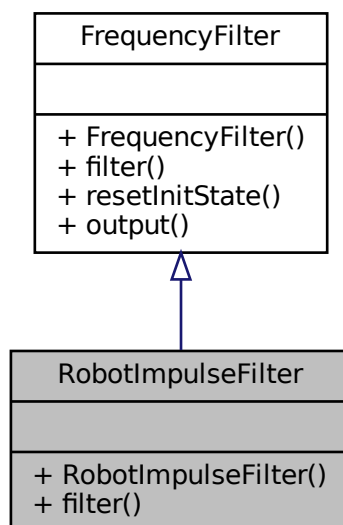 FrequencyFilter
+ FrequencyFilter()
+ filter()
+ resetInitState()
+ output()
RobotImpulseFilter
+ RobotImpulseFilter()
+ filter()